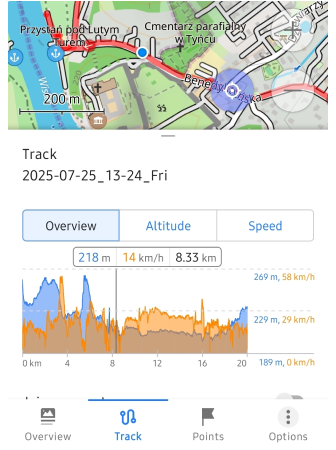 Przystań pod Lutym
Turem
Cmentarz parafialny
w Tyńcu
Benedyktyńska
200 m
Track
2025-07-25_13-24_Fri
Overview
Altitude
Speed
218 m
14 km/h
8.33 km
269 m, 58 km/h
229 m, 29 km/h
189 m, 0 km/h
0 km
4
8
12
16
20
Overview
Track
Points
Options